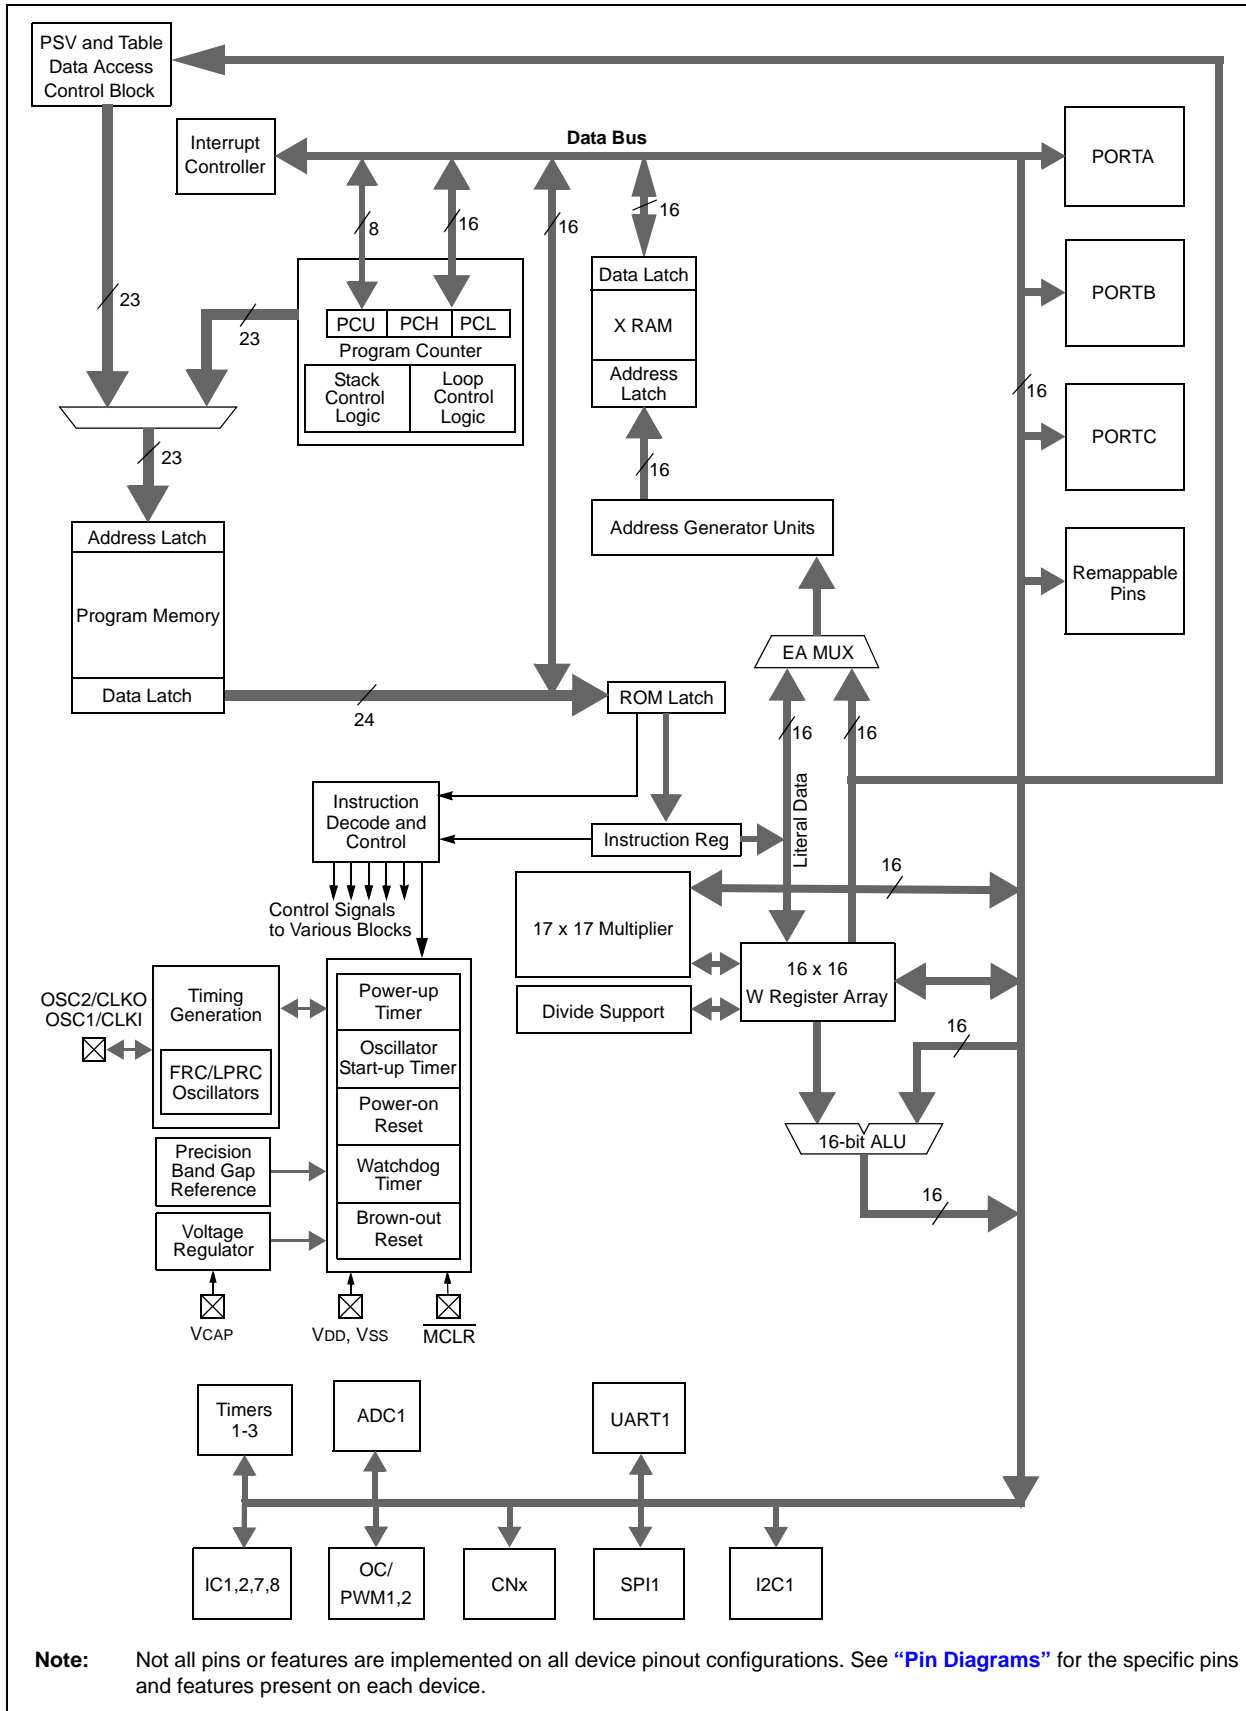 PSV and Table
Data Access
Control Block
Interrupt
Controller
Data Bus
PORTA
8
16
16
16
23
23
PCU
PCH
PCL
Program Counter
Stack
Control
Logic
Loop
Control
Logic
Data Latch
X RAM
Address
Latch
PORTB
16
PORTC
23
16
Address Latch
Program Memory
Data Latch
24
Address Generator Units
Remappable
Pins
EA MUX
ROM Latch
16
16
Literal Data
Instruction
Decode and
Control
Instruction Reg
Control Signals
to Various Blocks
16
17 x 17 Multiplier
16 x 16
W Register Array
Divide Support
OSC2/CLKO
OSC1/CLKI
Timing
Generation
FRC/LPRC
Oscillators
Power-up
Timer
Oscillator
Start-up Timer
Power-on
Reset
Watchdog
Timer
Brown-out
Reset
16
16-bit ALU
16
Precision
Band Gap
Reference
Voltage
Regulator
VCAP
VDD, VSS
MCLR
Timers
1-3
ADC1
UART1
IC1,2,7,8
OC/
PWM1,2
CNx
SPI1
I2C1
Note: Not all pins or features are implemented on all device pinout configurations. See “Pin Diagrams” for the specific pins
and features present on each device.